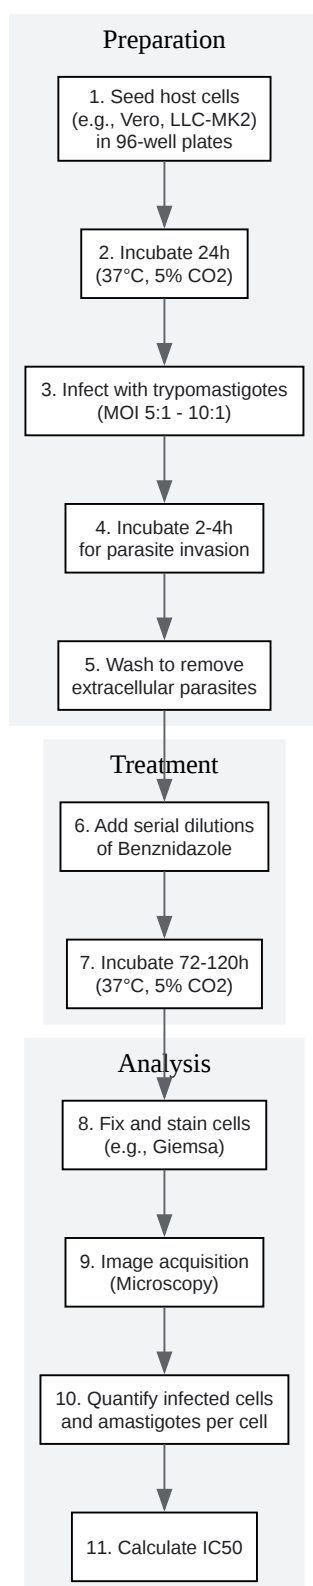 Preparation
1. Seed host cells
(e.g., Vero, LLC-MK2)
in 96-well plates
2. Incubate 24h
(37°C, 5% CO2)
3. Infect with trypomastigotes
(MOI 5:1 - 10:1)
4. Incubate 2-4h
for parasite invasion
5. Wash to remove
extracellular parasites
Treatment
6. Add serial dilutions
of Benznidazole
7. Incubate 72-120h
(37°C, 5% CO2)
Analysis
8. Fix and stain cells
(e.g., Giemsa)
9. Image acquisition
(Microscopy)
10. Quantify infected cells
and amastigotes per cell
11. Calculate IC50